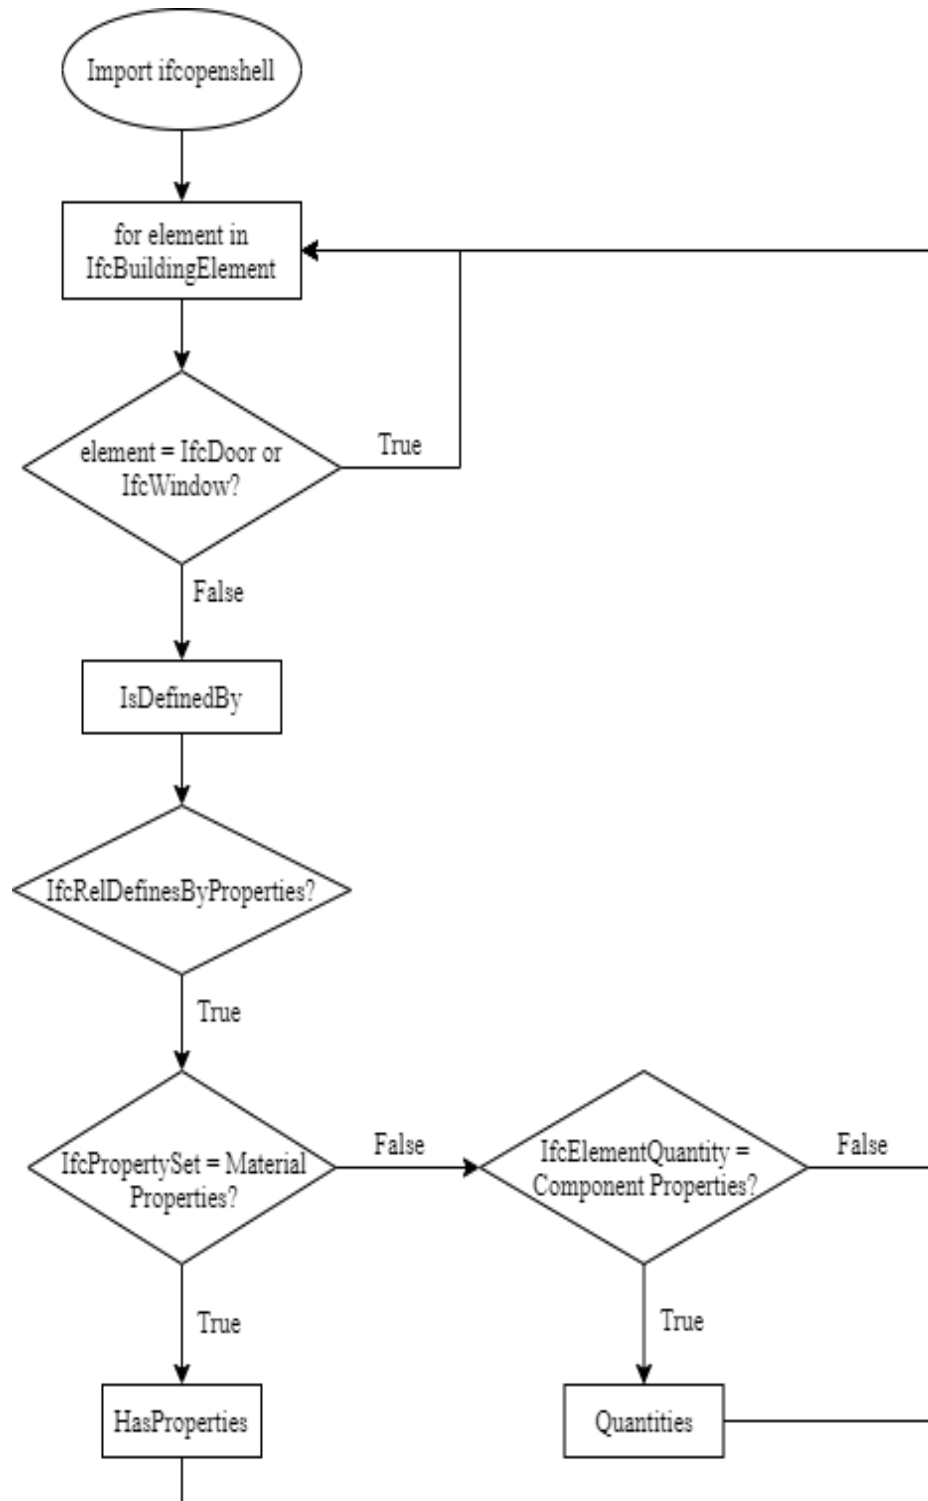 Import ifcopenshell
for element in
IfcBuildingElement
element = IfcDoor or
IfcWindow?
True
False
IsDefinedBy
IfcRelDefinesByProperties?
True
IfcPropertySet = Material
Properties?
False
IfcElementQuantity =
Component Properties?
False
True
True
HasProperties
Quantities